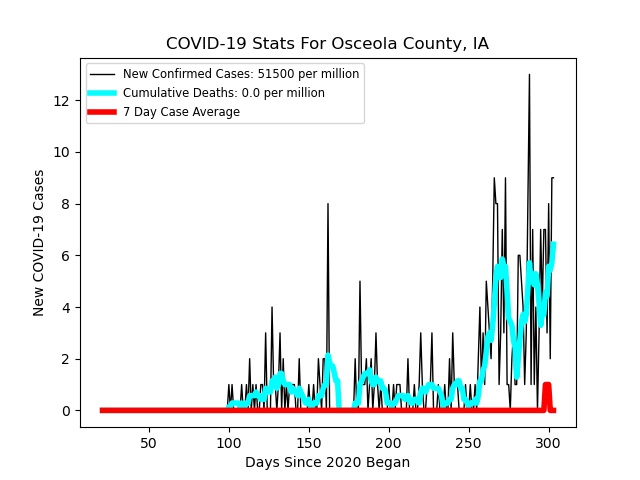 COVID-19 Stats For Osceola County, IA
New Confirmed Cases: 51500 per million
Cumulative Deaths: 0.0 per million
7 Day Case Average
New COVID-19 Cases
12
10
8
6
4
2
0
50 100 150 200 250 300
Days Since 2020 Began